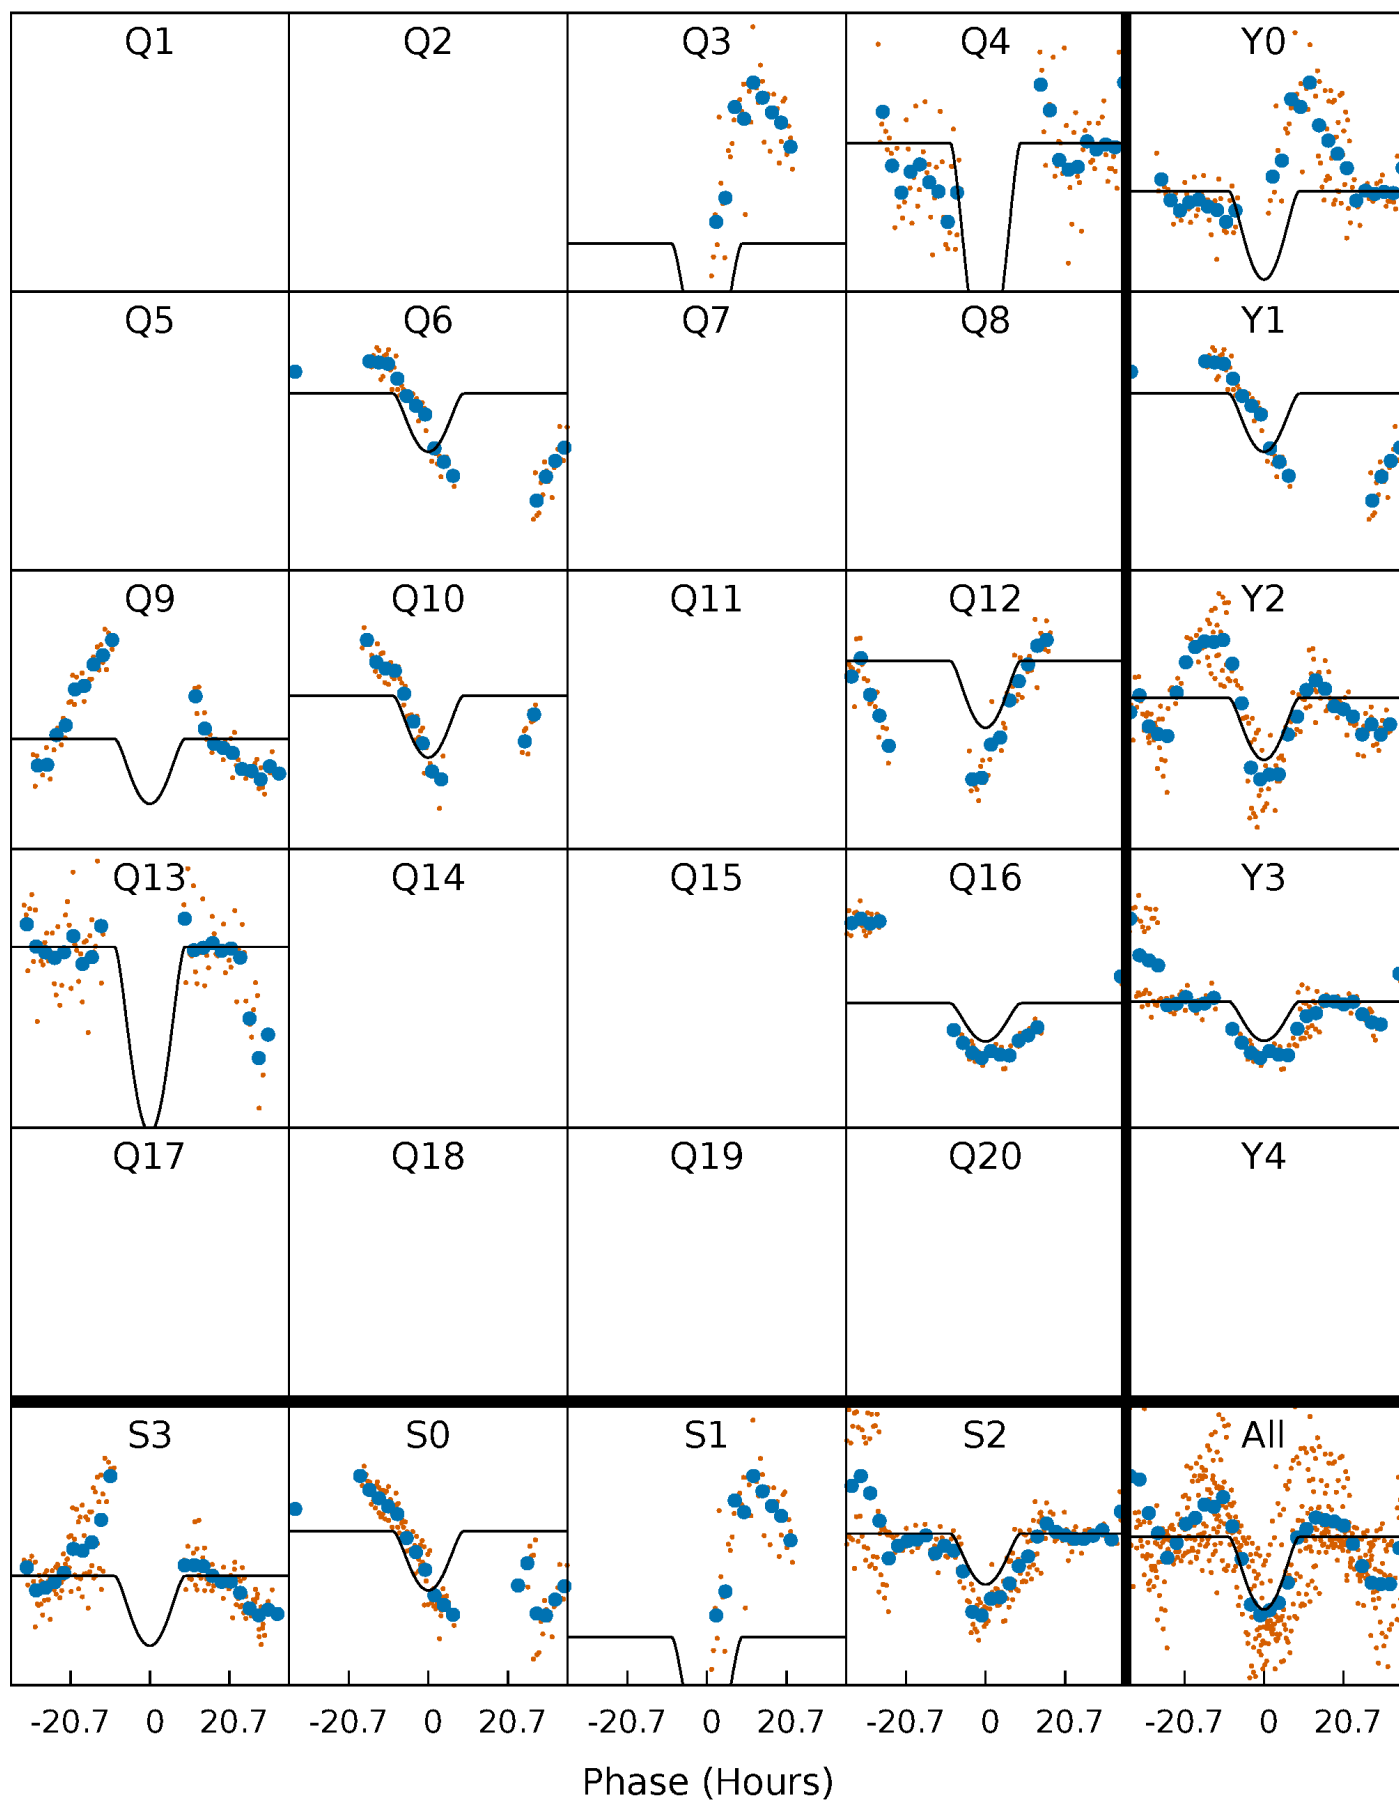 Q1 Q2 Q3 Q4 Y0
Q5 Q6 Q7 Q8 Y1
Q9 Q10 Q11 Q12 Y2
Q13 Q14 Q15 Q16 Y3
Q17 Q18 Q19 Q20 Y4
S3 S0 S1 S2 All
-20.7 0 20.7 -20.7 0 20.7 -20.7 0 20.7 -20.7 0 20.7 -20.7 0 20.7
Phase (Hours)